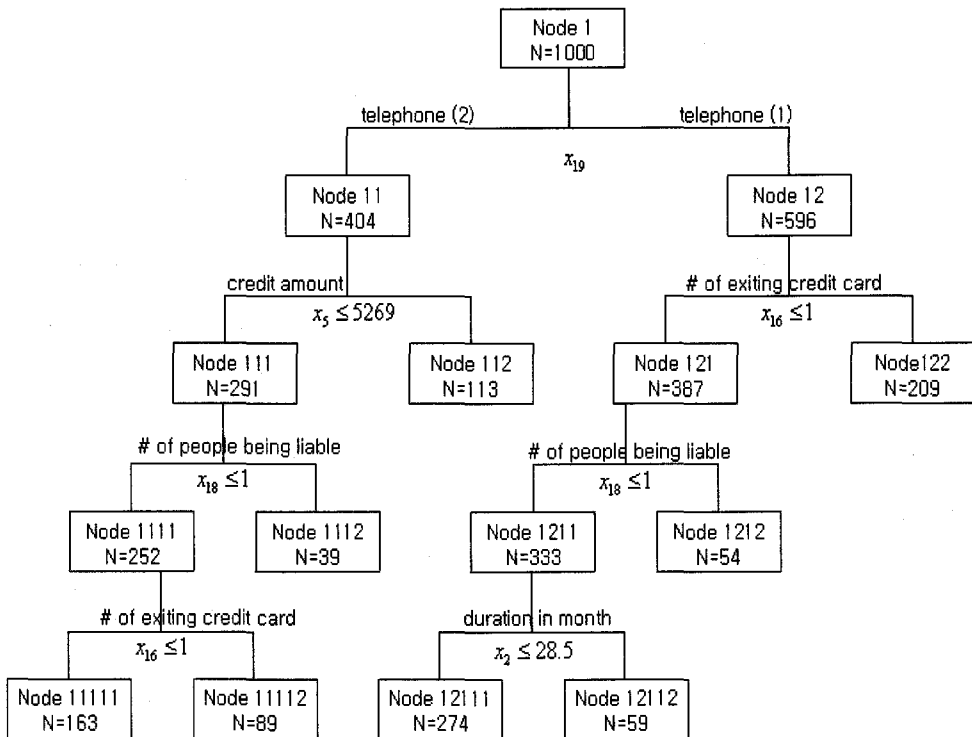 Node 1
N=1000
telephone (2)
telephone (1)
x19
Node 11
N=404
Node 12
N=596
credit amount
x5 ≤5269
# of exiting credit card
x16 ≤1
Node 111
N=291
Node 112
N=113
Node 121
N=387
Node122
N=209
# of people being liable
x18 ≤1
# of people being liable
x18 ≤1
Node 1111
N=252
Node 1112
N=39
Node 1211
N=333
Node 1212
N=54
# of exiting credit card
x16 ≤1
duration in month
x2 ≤ 28.5
Node 11111
N=163
Node 11112
N=89
Node 12111
N=274
Node 12112
N=59